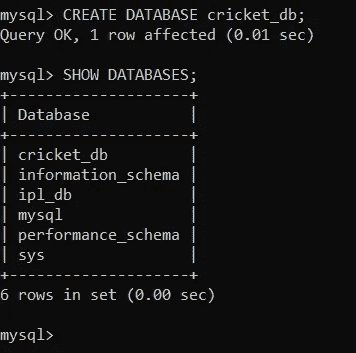 mysql> CREATE DATABASE cricket_db;
Query OK, 1 row affected (0.01 sec)

mysql> SHOW DATABASES;
+--------------------+
| Database           |
+--------------------+
| cricket_db         |
| information_schema |
| ipl_db             |
| mysql              |
| performance_schema |
| sys                |
+--------------------+
6 rows in set (0.00 sec)

mysql>